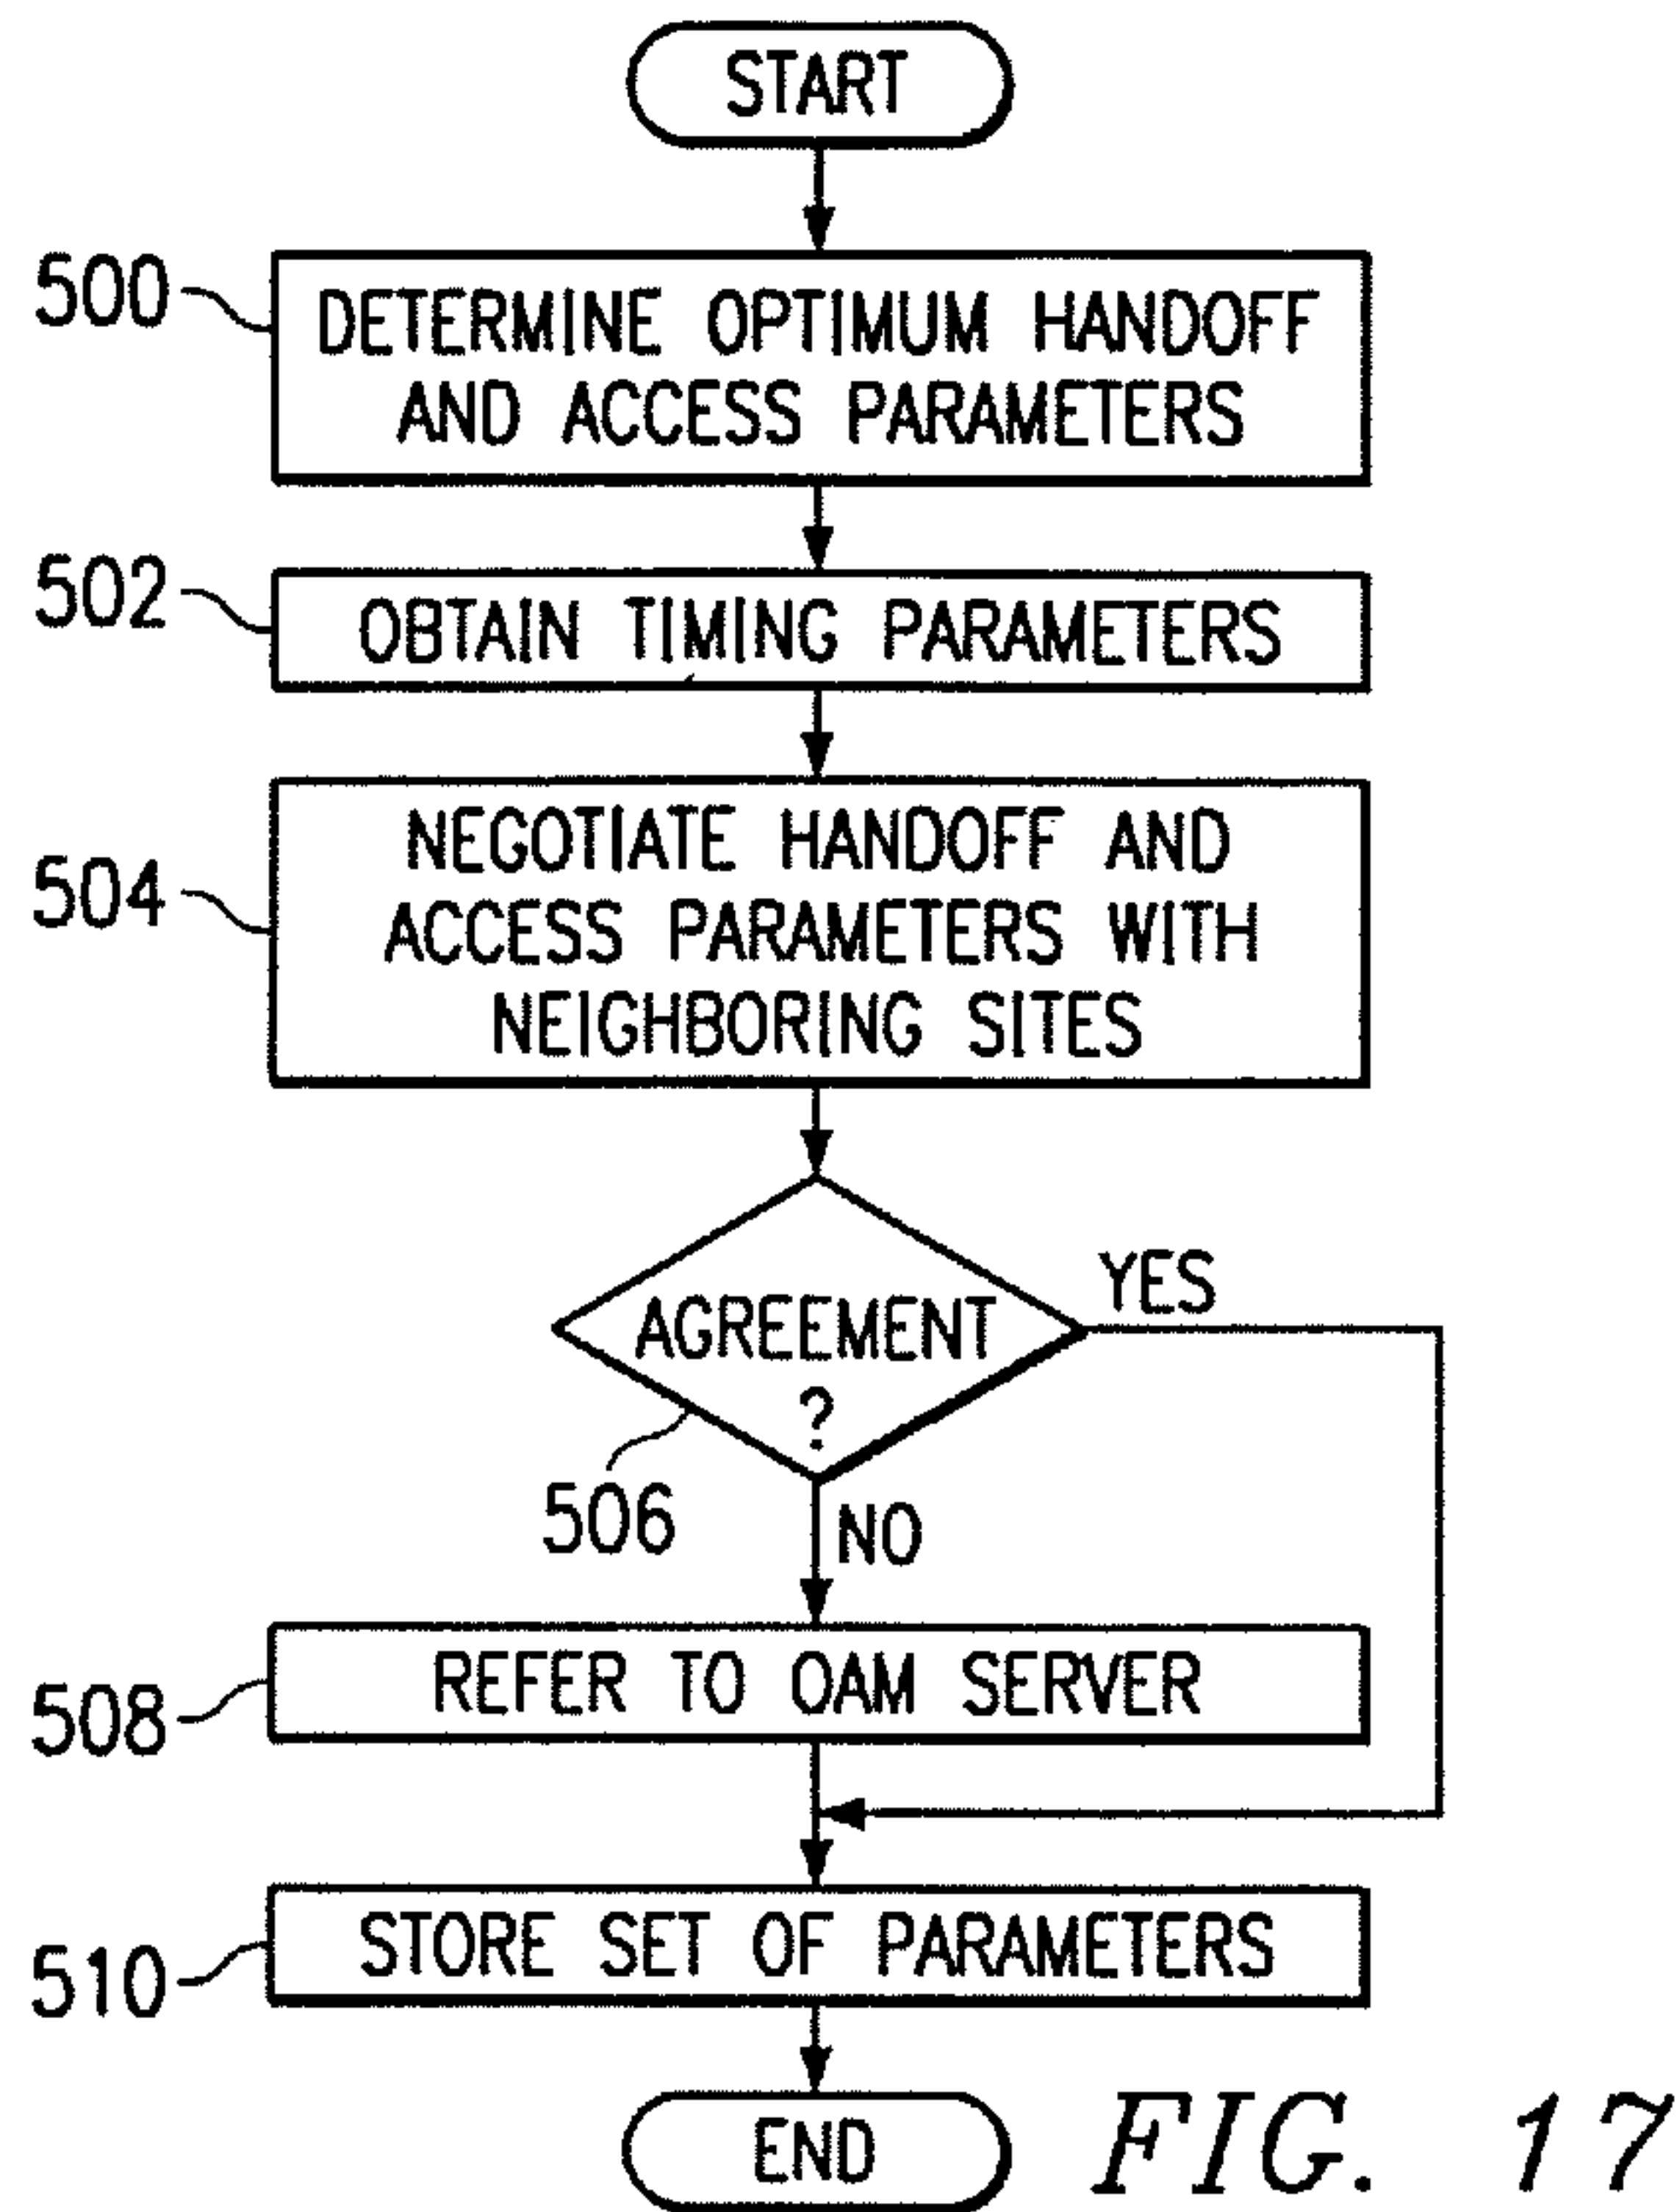 START
500
DETERMINE OPTIMUM HANDOFF
AND ACCESS PARAMETERS
502
OBTAIN TIMING PARAMETERS
504
NEGOTIATE HANDOFF AND
ACCESS PARAMETERS WITH
NEIGHBORING SITES
YES
AGREEMENT
?
506
NO
508
REFER TO OAM SERVER
510
STORE SET OF PARAMETERS
END
FIG. 17